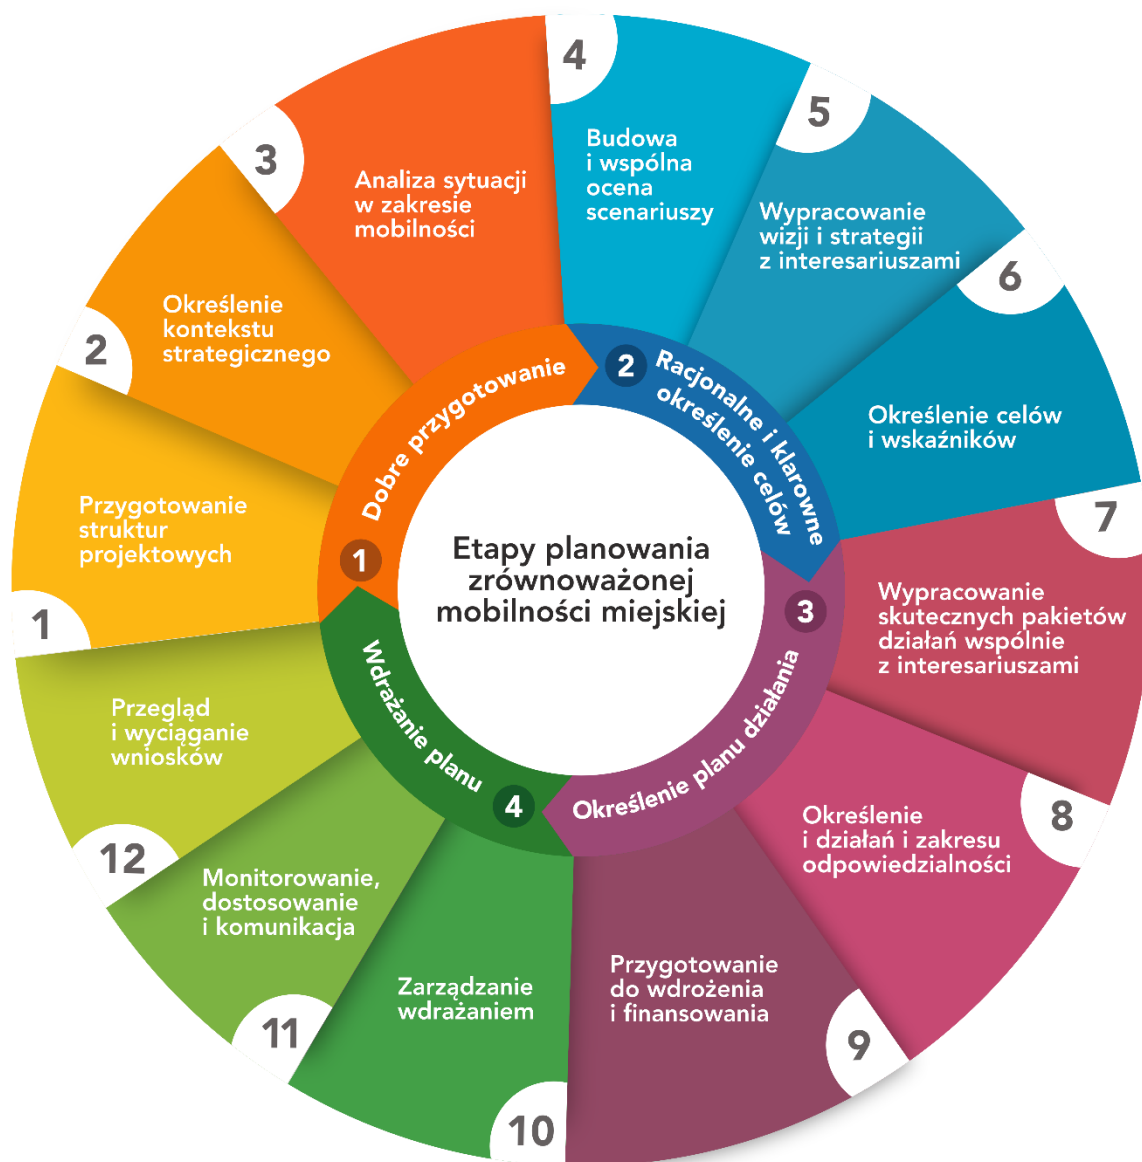 Etapy planowania
zrównoważonej
mobilności miejskiej
1
Dobre przygotowanie
2
Racjonalne i klarowne
określenie celów
3
Określenie planu działania
4
Wdrażanie planu
1
Przygotowanie
struktur
projektowych
2
Określenie
kontekstu
strategicznego
3
Analiza sytuacji
w zakresie
mobilności
4
Budowa
i wspólna
ocena
scenariuszy
5
Wypracowanie
wizji i strategii
z interesariuszami
6
Określenie celów
i wskaźników
7
Wypracowanie
skutecznych pakietów
działań wspólnie
z interesariuszami
8
Określenie
i działań i zakresu
odpowiedzialności
9
Przygotowanie
do wdrożenia
i finansowania
10
Zarządzanie
wdrażaniem
11
Monitorowanie,
dostosowanie
i komunikacja
12
Przegląd
i wyciąganie
wniosków